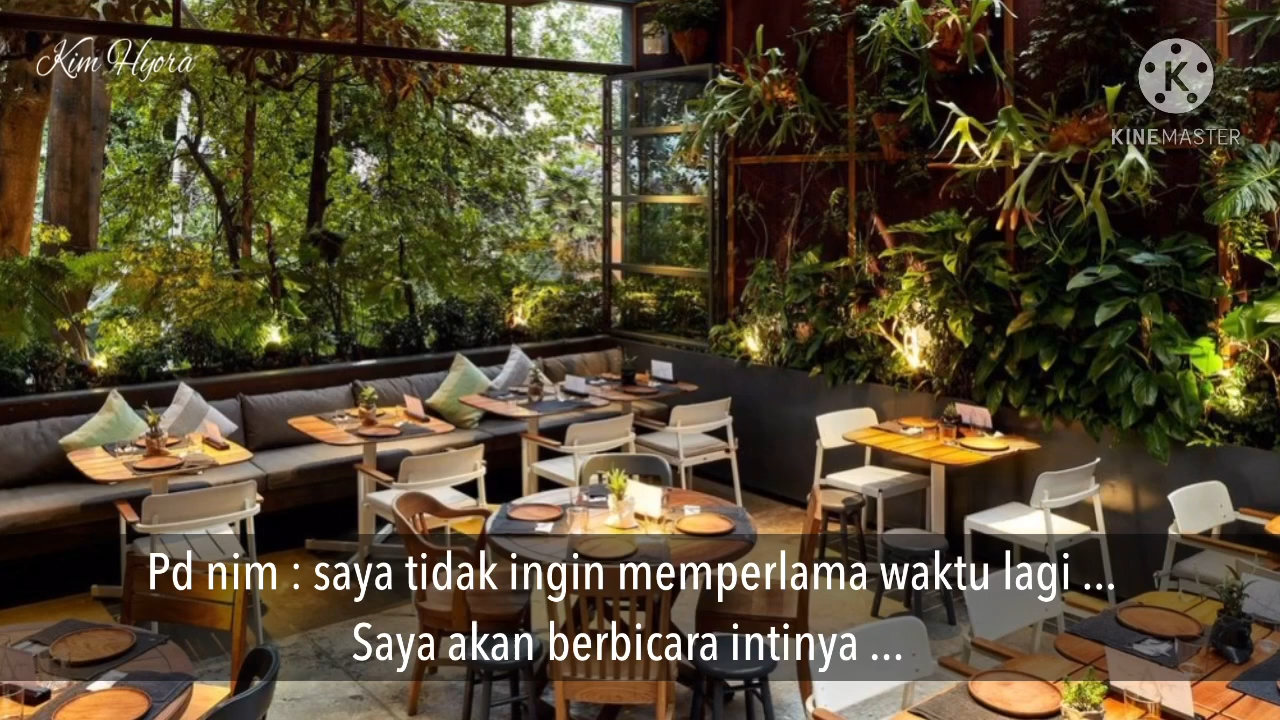 Kim Hyora
KINEMASTER
Pd nim : saya tidak ingin memperlama waktu lagi ...
Saya akan berbicara intinya ...